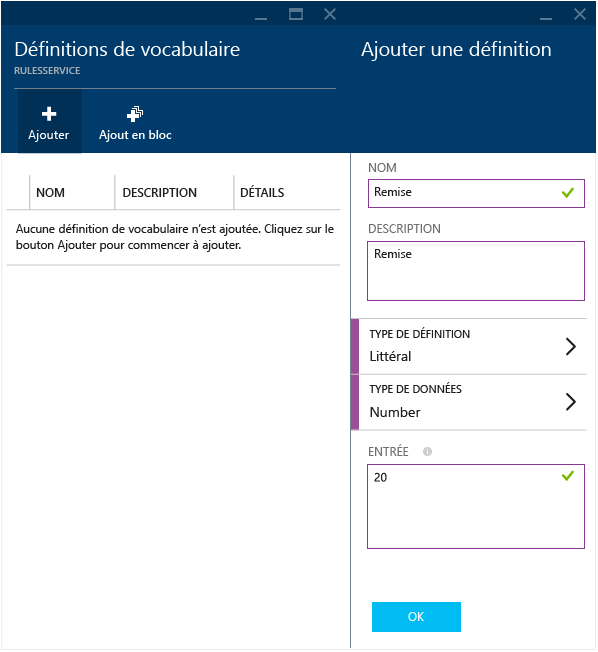 Définitions de vocabulaire
RULESSERVICE
Ajouter
Ajout en bloc
NOM
DESCRIPTION
DÉTAILS
Aucune définition de vocabulaire n'est ajoutée. Cliquez sur le
bouton Ajouter pour commencer à ajouter.
Ajouter une définition
NOM
Remise
DESCRIPTION
Remise
TYPE DE DÉFINITION
Littéral
TYPE DE DONNÉES
Number
ENTRÉE
20
OK